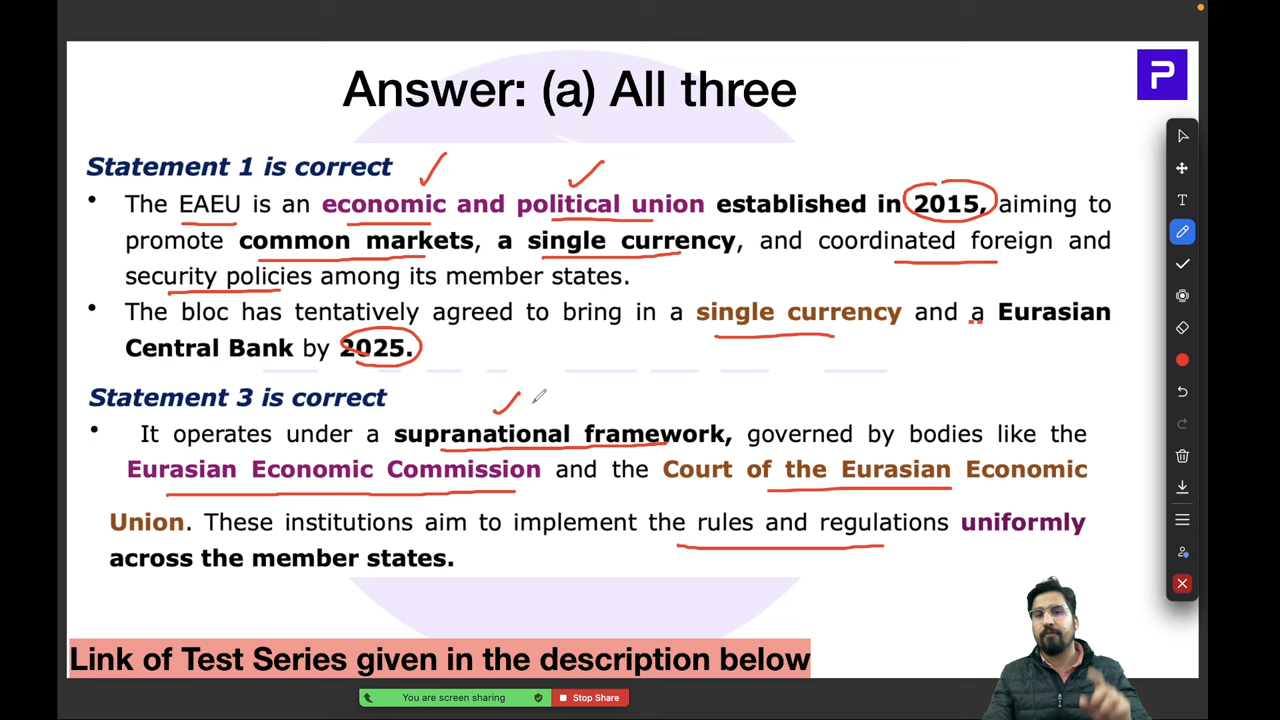 Answer: (a) All three
P
Statement 1 is correct
• The EAEU is an economic and political union established in 2015, aiming to
promote common markets, a single currency, and coordinated foreign and
security policies among its member states.
• The bloc has tentatively agreed to bring in a single currency and a Eurasian
Central Bank by 2025.
Statement 3 is correct
• It operates under a supranational framework, governed by bodies like the
Eurasian Economic Commission and the Court of the Eurasian Economic
Union. These institutions aim to implement the rules and regulations uniformly
across the member states.
Link of Test Series given in the description below
You are screen sharing
Stop Share
T